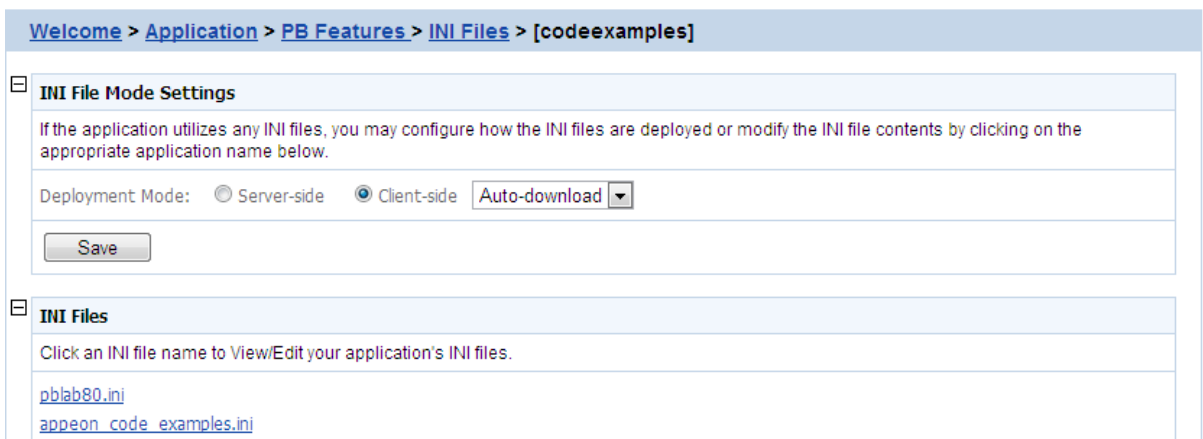 Welcome > Application > PB Features > INI Files > [codeexamples]
INI File Mode Settings
If the application utilizes any INI files, you may configure how the INI files are deployed or modify the INI file contents by clicking on the
appropriate application name below.
Deployment Mode: Server-side Client-side Auto-download
Save
INI Files
Click an INI file name to View/Edit your application's INI files.
pblab80.ini
appeon_code_examples.ini